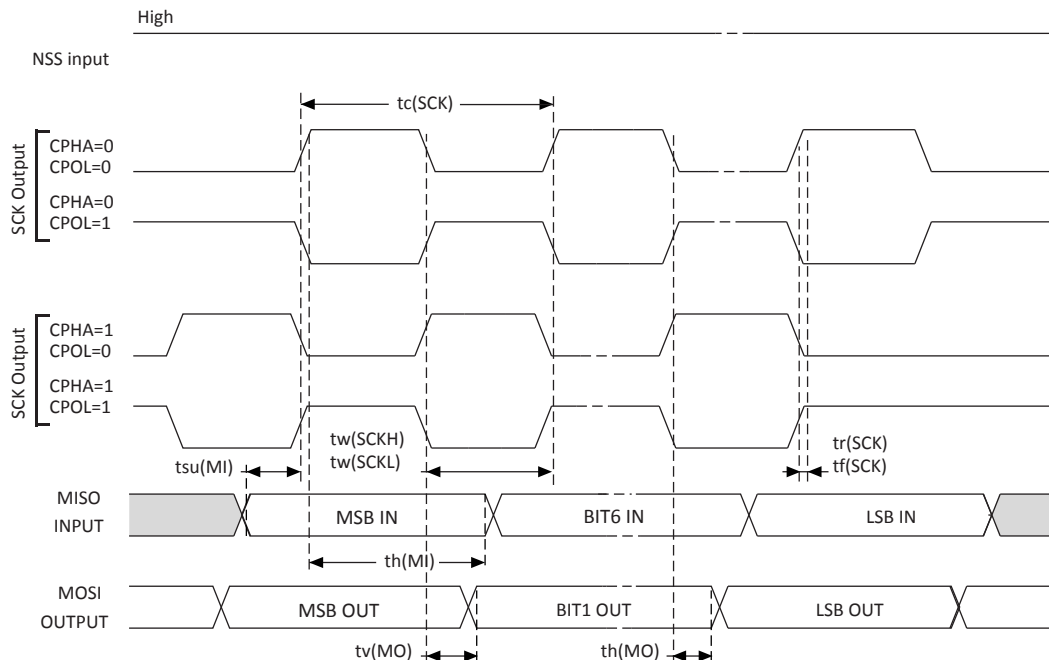 High
NSS input
tc(SCK)
SCK Output
CPHA=0
CPOL=0
CPHA=0
CPOL=1
SCK Output
CPHA=1
CPOL=0
CPHA=1
CPOL=1
tw(SCKH)
tw(SCKL)
tr(SCK)
tf(SCK)
tsu(MI)
MISO
INPUT
MSB IN
BIT6 IN
LSB IN
th(MI)
MOSI
OUTPUT
MSB OUT
BIT1 OUT
LSB OUT
tv(MO)
th(MO)